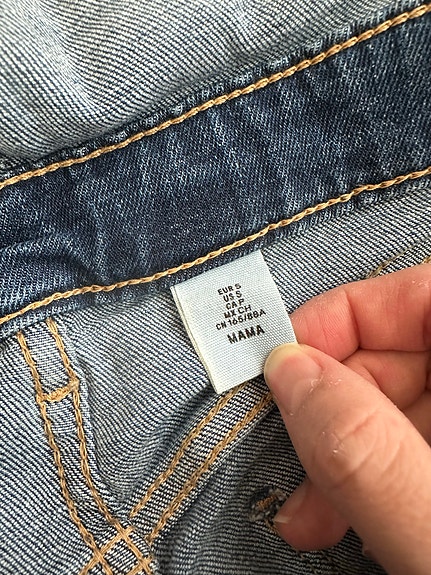 EUR S
US S
CA P
MX CH
CN 165/88A
MAMA